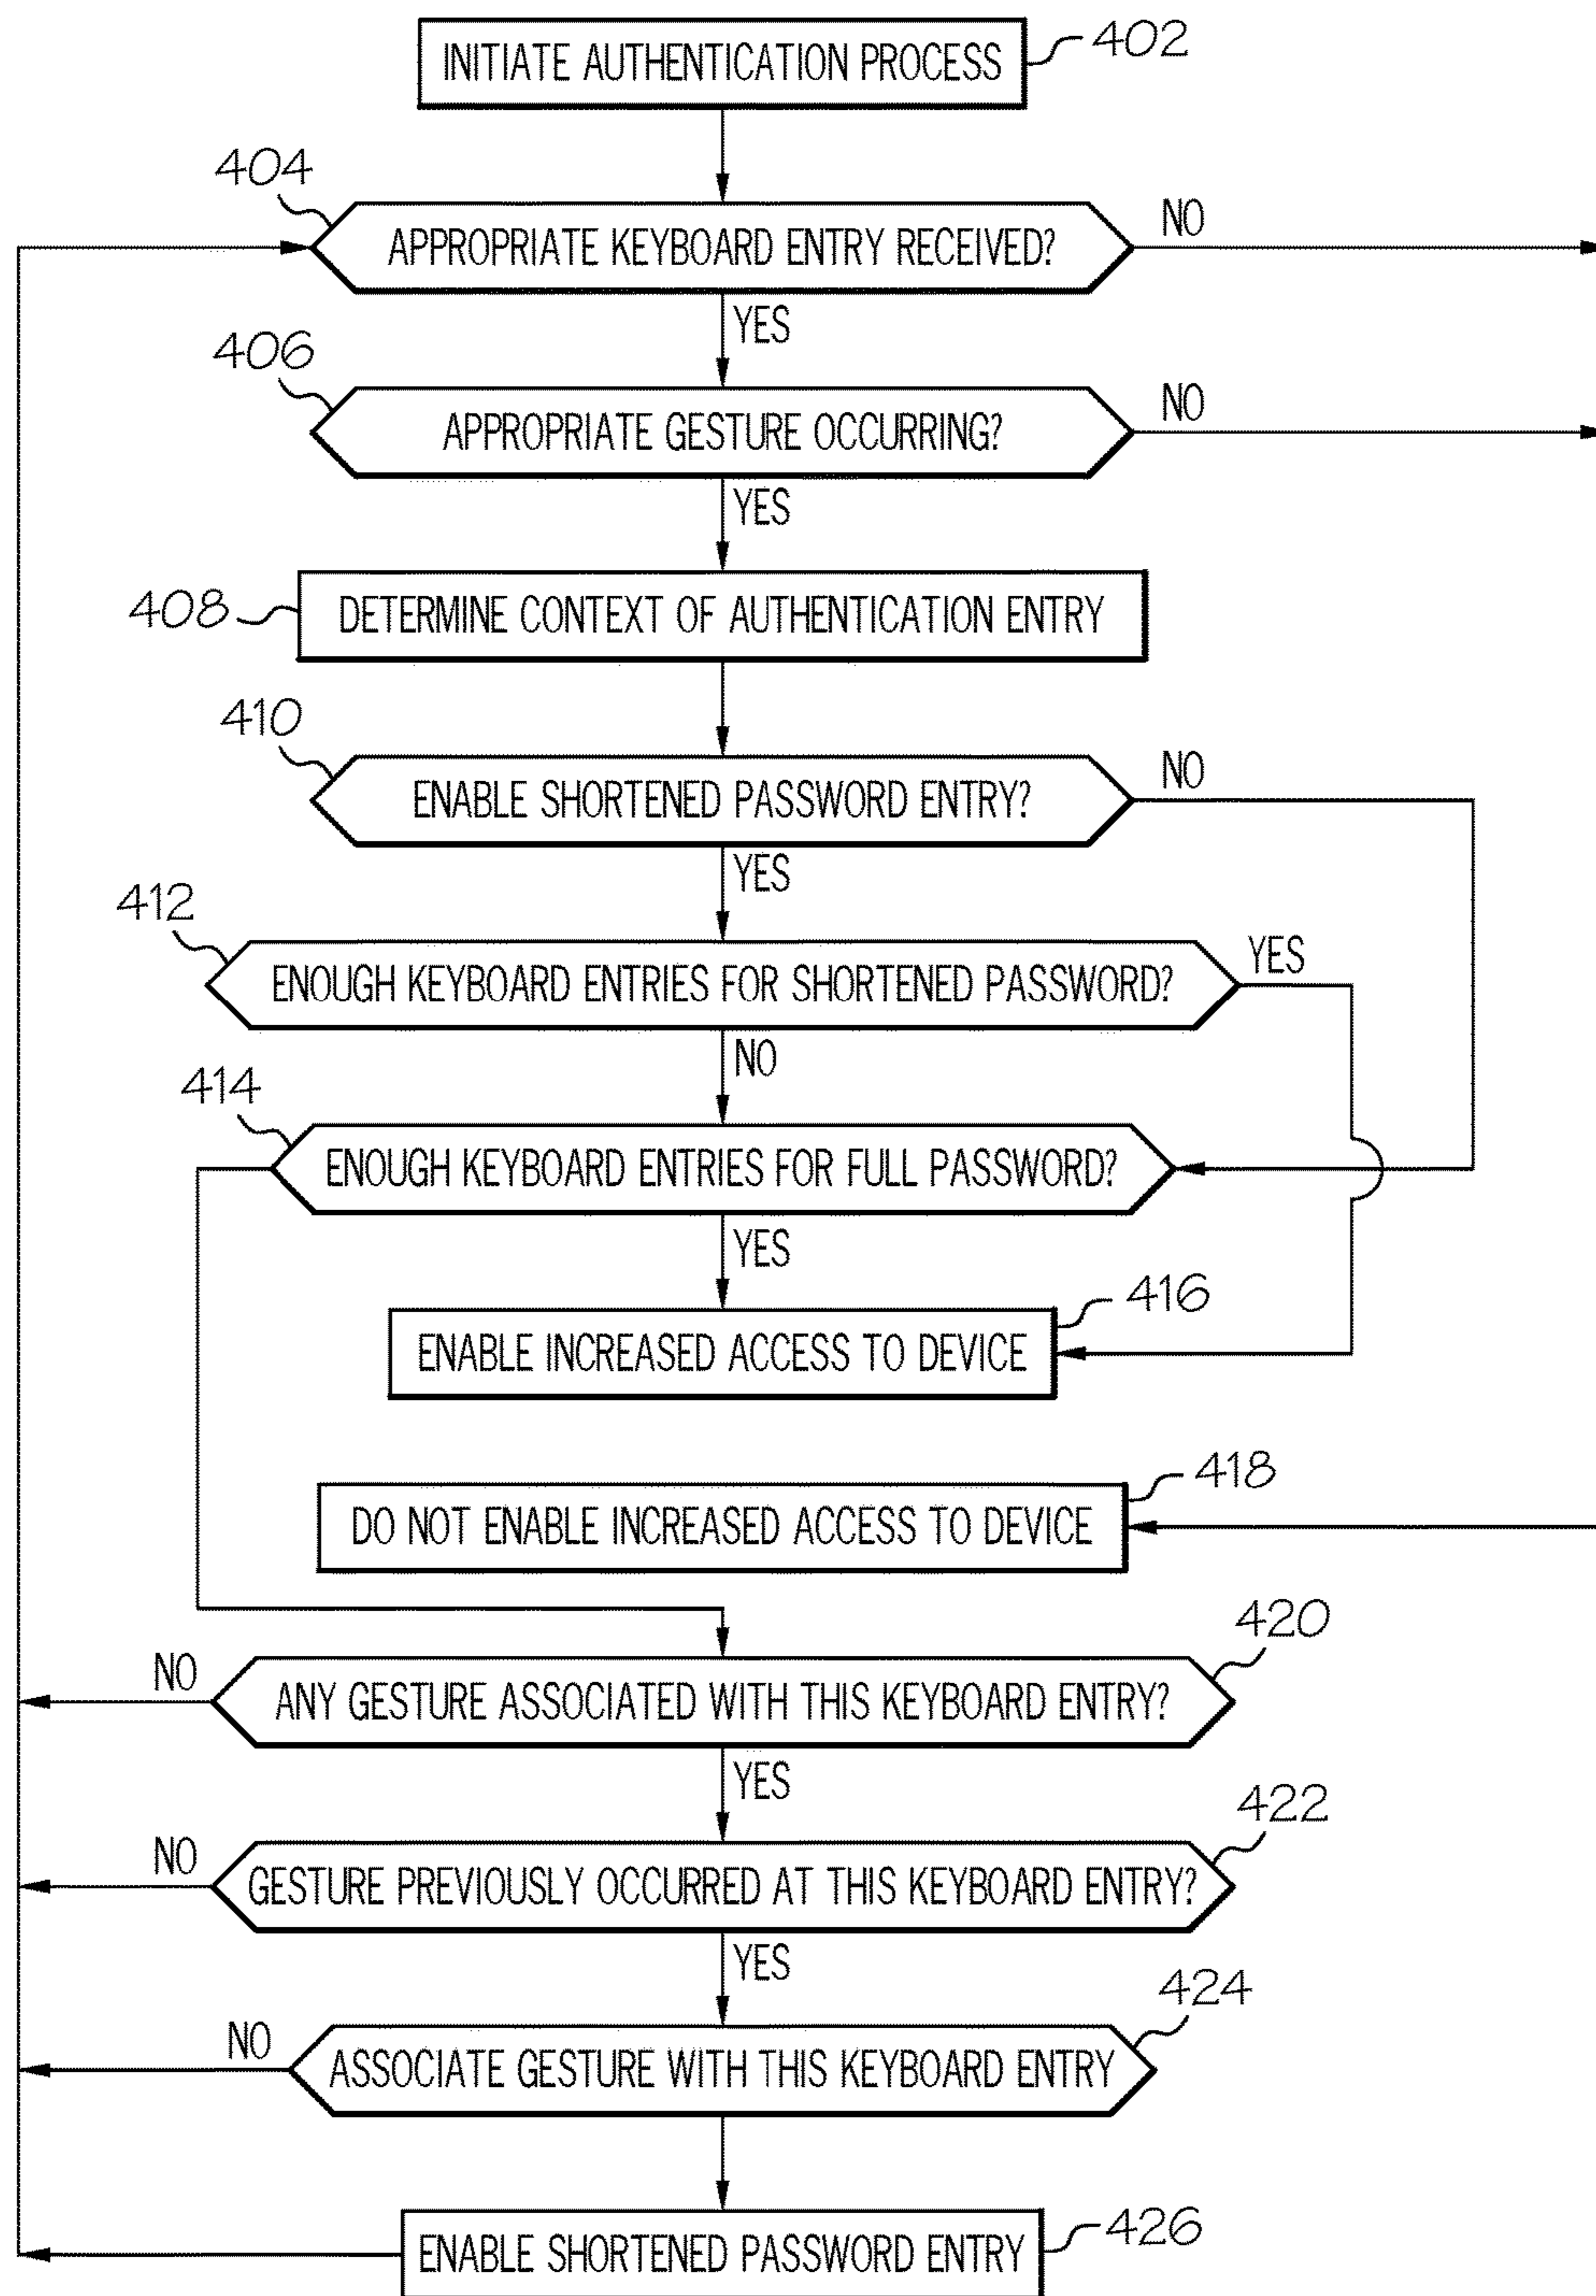 INITIATE AUTHENTICATION PROCESS
402
404
APPROPRIATE KEYBOARD ENTRY RECEIVED?
NO
YES
406
APPROPRIATE GESTURE OCCURRING?
NO
YES
408
DETERMINE CONTEXT OF AUTHENTICATION ENTRY
410
ENABLE SHORTENED PASSWORD ENTRY?
NO
YES
412
ENOUGH KEYBOARD ENTRIES FOR SHORTENED PASSWORD?
YES
NO
414
ENOUGH KEYBOARD ENTRIES FOR FULL PASSWORD?
YES
416
ENABLE INCREASED ACCESS TO DEVICE
418
DO NOT ENABLE INCREASED ACCESS TO DEVICE
420
NO
ANY GESTURE ASSOCIATED WITH THIS KEYBOARD ENTRY?
YES
422
NO
GESTURE PREVIOUSLY OCCURRED AT THIS KEYBOARD ENTRY?
YES
424
NO
ASSOCIATE GESTURE WITH THIS KEYBOARD ENTRY
ENABLE SHORTENED PASSWORD ENTRY
426